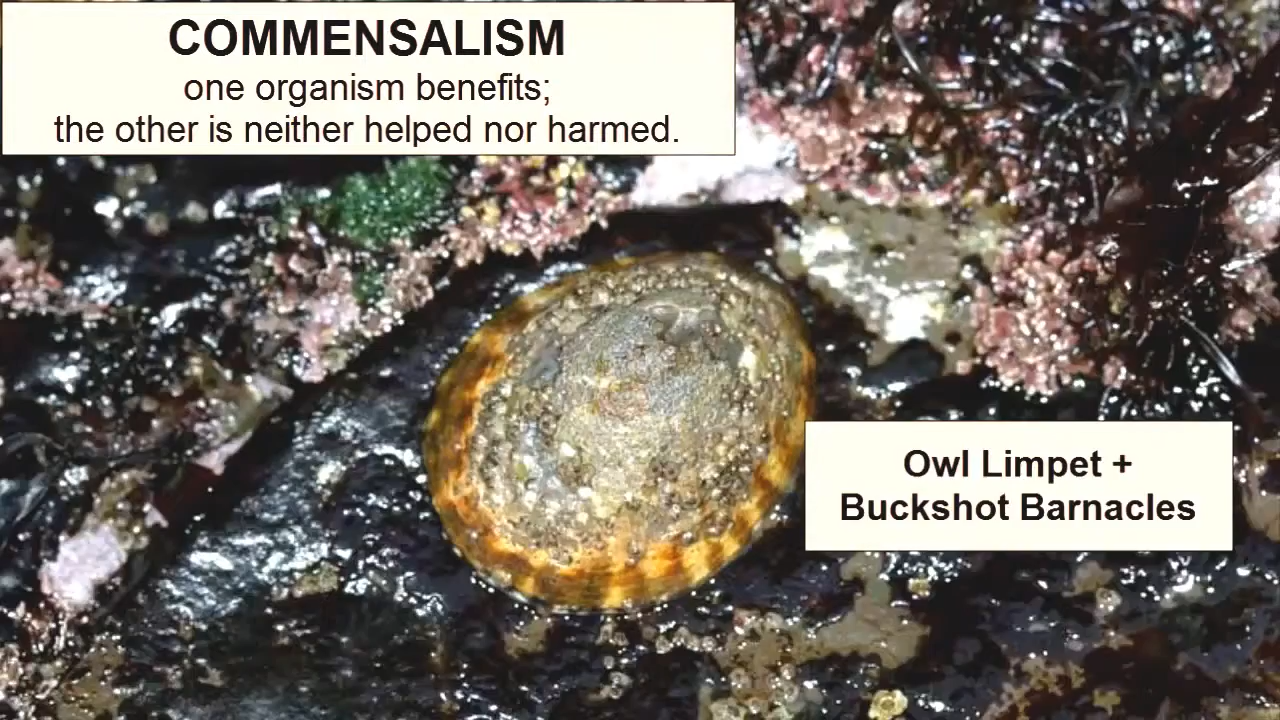 COMMENSALISM
one organism benefits;
the other is neither helped nor harmed.
Owl Limpet +
Buckshot Barnacles